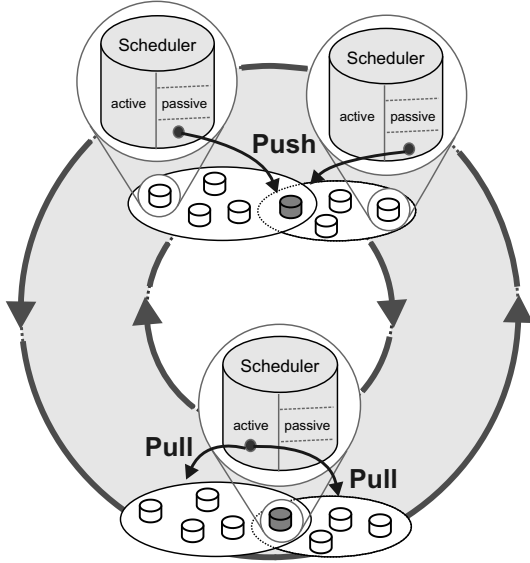 Scheduler
active
passive
Scheduler
active
passive
Push
Scheduler
active
passive
Pull
Pull